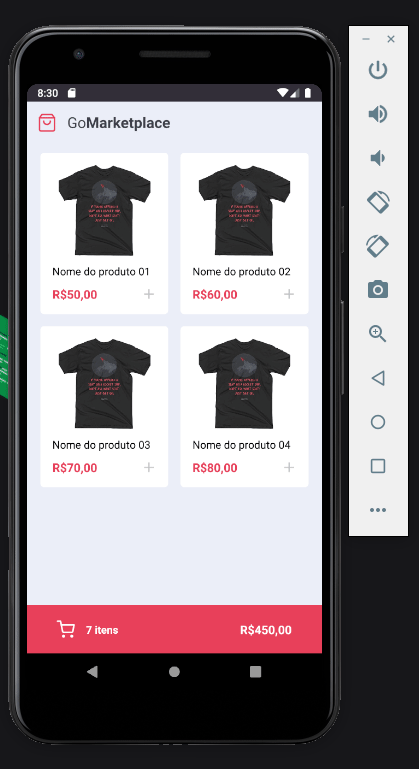 8:30
GoMarketplace
Nome do produto 01
R$50,00
Nome do produto 02
R$60,00
Nome do produto 03
R$70,00
Nome do produto 04
R$80,00
7 itens
R$450,00